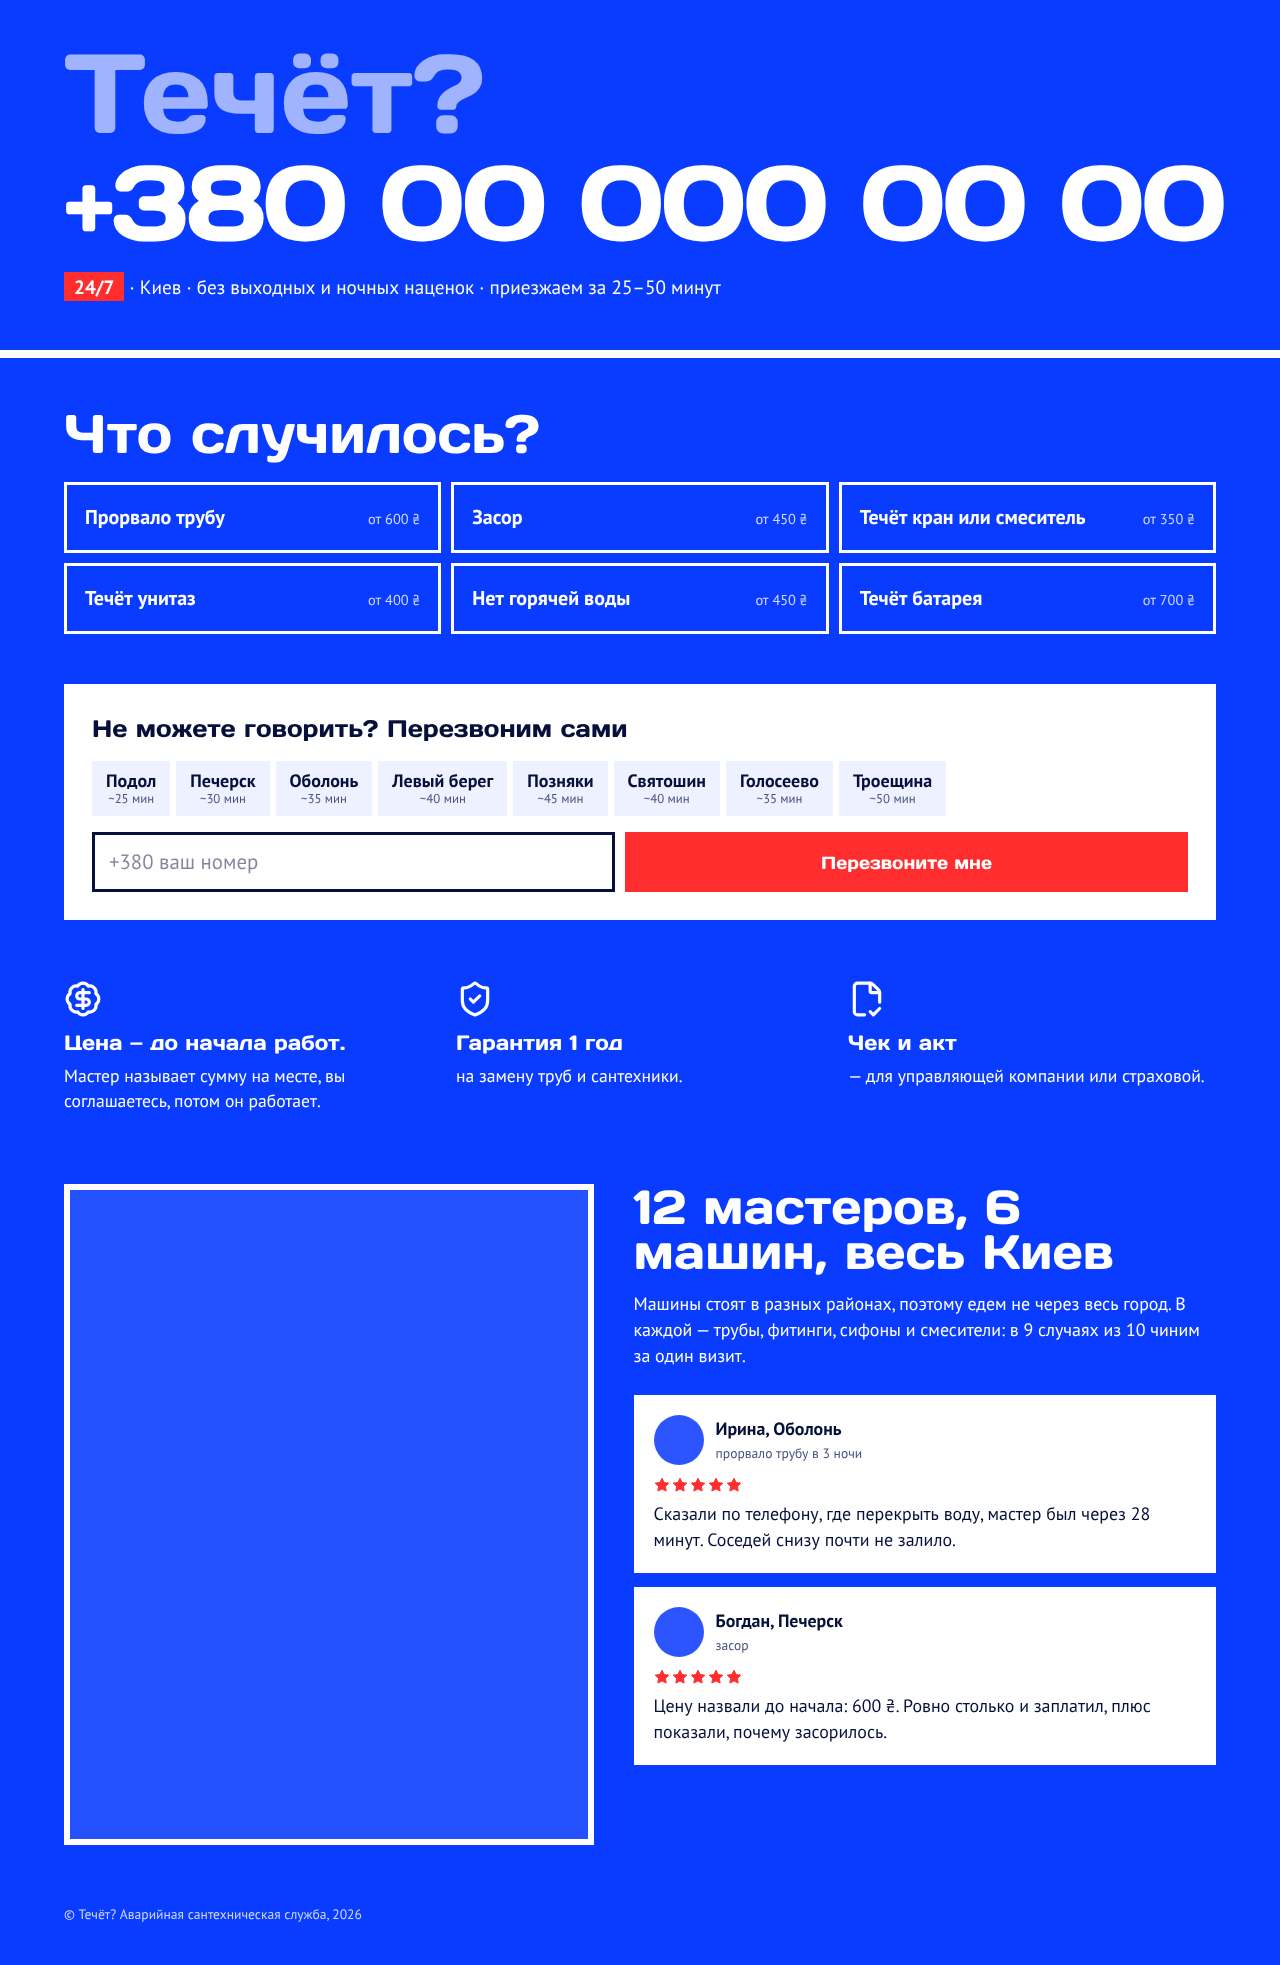 Течёт?
+380 00 000 00 00
24/7 · Киев · без выходных и ночных наценок · приезжаем за 25–50 минут
Что случилось?
Прорвало трубу от 600 ₴
Засор от 450 ₴
Течёт кран или смеситель от 350 ₴
Течёт унитаз от 400 ₴
Нет горячей воды от 450 ₴
Течёт батарея от 700 ₴
Не можете говорить? Перезвоним сами
Подол
~25 мин
Печерск
~30 мин
Оболонь
~35 мин
Левый берег
~40 мин
Позняки
~45 мин
Святошин
~40 мин
Голосеево
~35 мин
Троещина
~50 мин
+380 ваш номер
Перезвоните мне
Цена — до начала работ.
Мастер называет сумму на месте, вы
соглашаетесь, потом он работает.
Гарантия 1 год
на замену труб и сантехники.
Чек и акт
— для управляющей компании или страховой.
12 мастеров, 6
машин, весь Киев
Машины стоят в разных районах, поэтому едем не через весь город. В
каждой — трубы, фитинги, сифоны и смесители: в 9 случаях из 10 чиним
за один визит.
Ирина, Оболонь
прорвало трубу в 3 ночи
Сказали по телефону, где перекрыть воду, мастер был через 28
минут. Соседей снизу почти не залило.
Богдан, Печерск
засор
Цену назвали до начала: 600 ₴. Ровно столько и заплатил, плюс
показали, почему засорилось.
© Течёт? Аварийная сантехническая служба, 2026